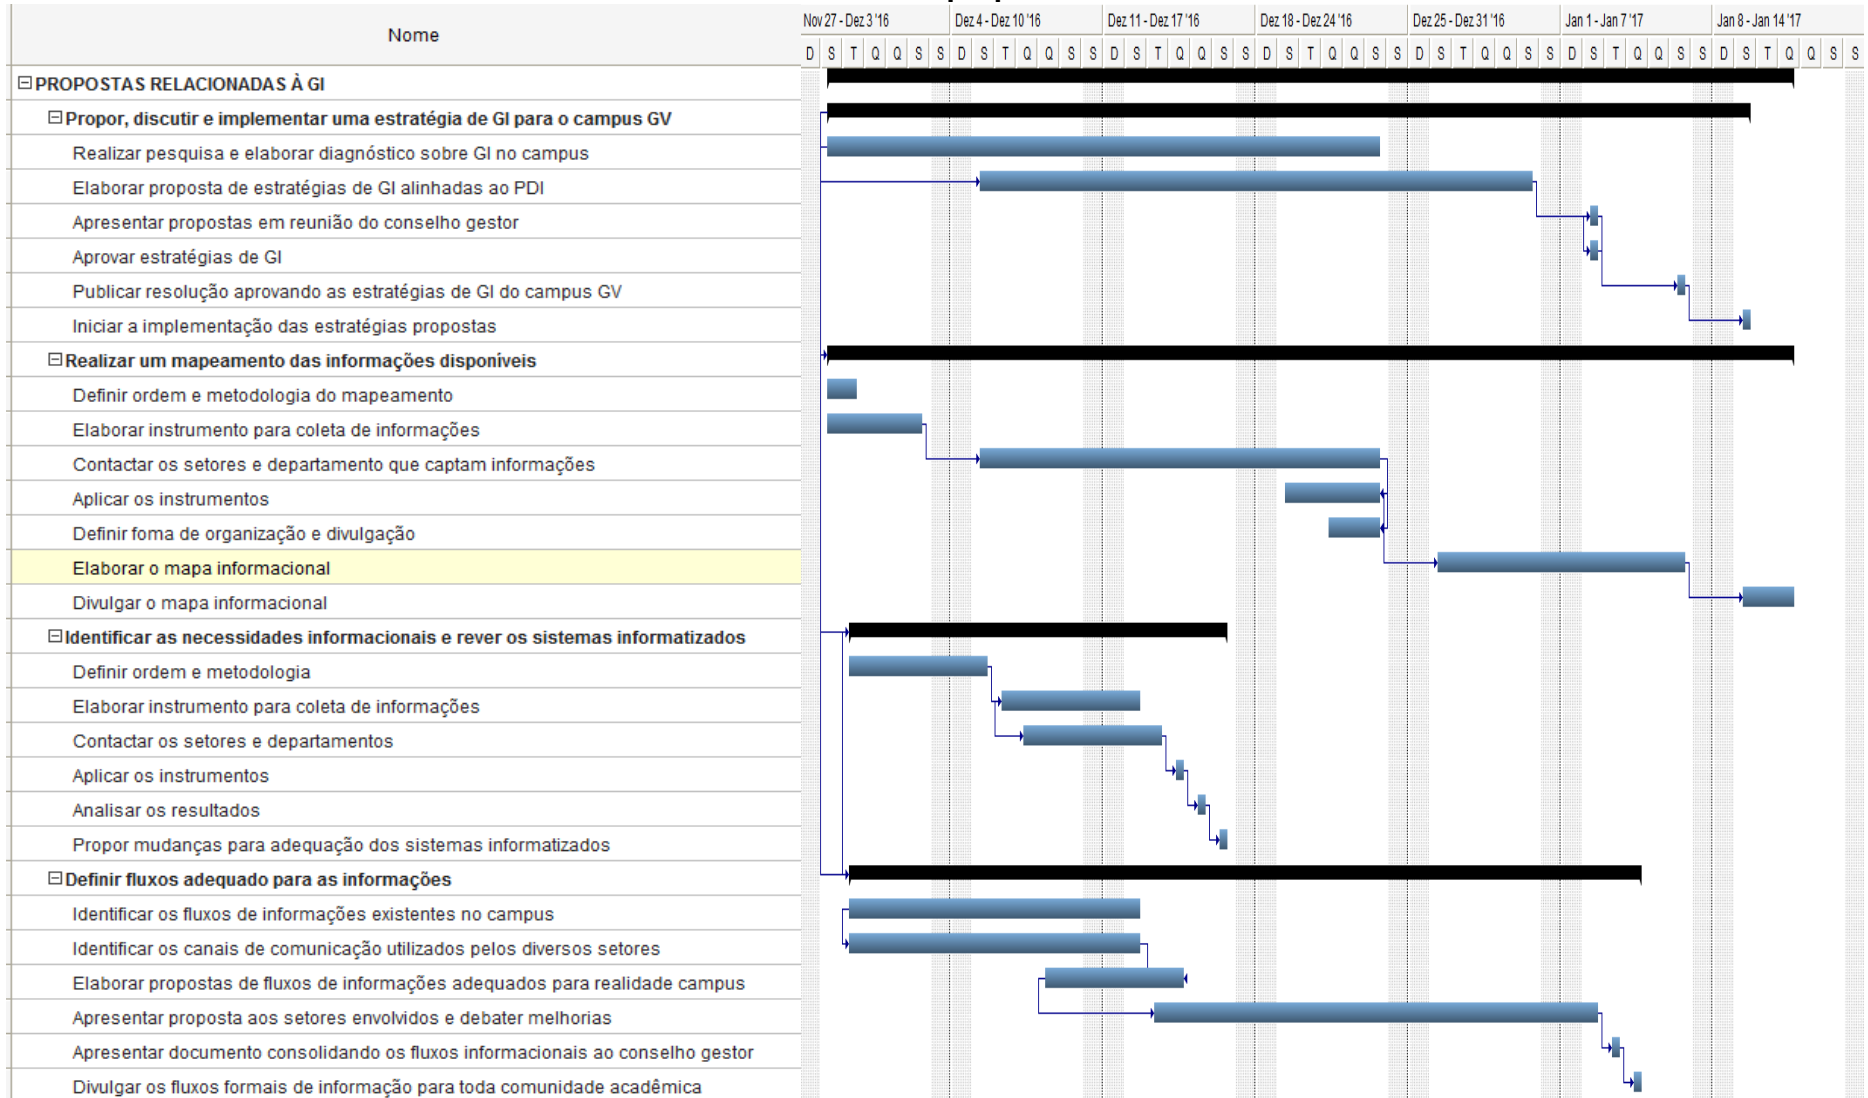 Nome
Nov 27 - Dez 3 '16 Dez 4 - Dez 10 '16 Dez 11 - Dez 17 '16 Dez 18 - Dez 24 '16 Dez 25 - Dez 31 '16 Jan 1 - Jan 7 '17 Jan 8 - Jan 14 '17
D S T Q Q S S D S T Q Q S S D S T Q Q S S D S T Q Q S S D S T Q Q S S D S T Q Q S S D S T Q Q S S
PROPOSTAS RELACIONADAS À GI
Propor, discutir e implementar uma estratégia de GI para o campus GV
Realizar pesquisa e elaborar diagnóstico sobre GI no campus
Elaborar proposta de estratégias de GI alinhadas ao PDI
Apresentar propostas em reunião do conselho gestor
Aprovar estratégias de GI
Publicar resolução aprovando as estratégias de GI do campus GV
Iniciar a implementação das estratégias propostas
Realizar um mapeamento das informações disponíveis
Definir ordem e metodologia do mapeamento
Elaborar instrumento para coleta de informações
Contactar os setores e departamento que captam informações
Aplicar os instrumentos
Definir foma de organização e divulgação
Elaborar o mapa informacional
Divulgar o mapa informacional
Identificar as necessidades informacionais e rever os sistemas informatizados
Definir ordem e metodologia
Elaborar instrumento para coleta de informações
Contactar os setores e departamentos
Aplicar os instrumentos
Analisar os resultados
Propor mudanças para adequação dos sistemas informatizados
Definir fluxos adequado para as informações
Identificar os fluxos de informações existentes no campus
Identificar os canais de comunicação utilizados pelos diversos setores
Elaborar propostas de fluxos de informações adequados para realidade campus
Apresentar proposta aos setores envolvidos e debater melhorias
Apresentar documento consolidando os fluxos informacionais ao conselho gestor
Divulgar os fluxos formais de informação para toda comunidade acadêmica